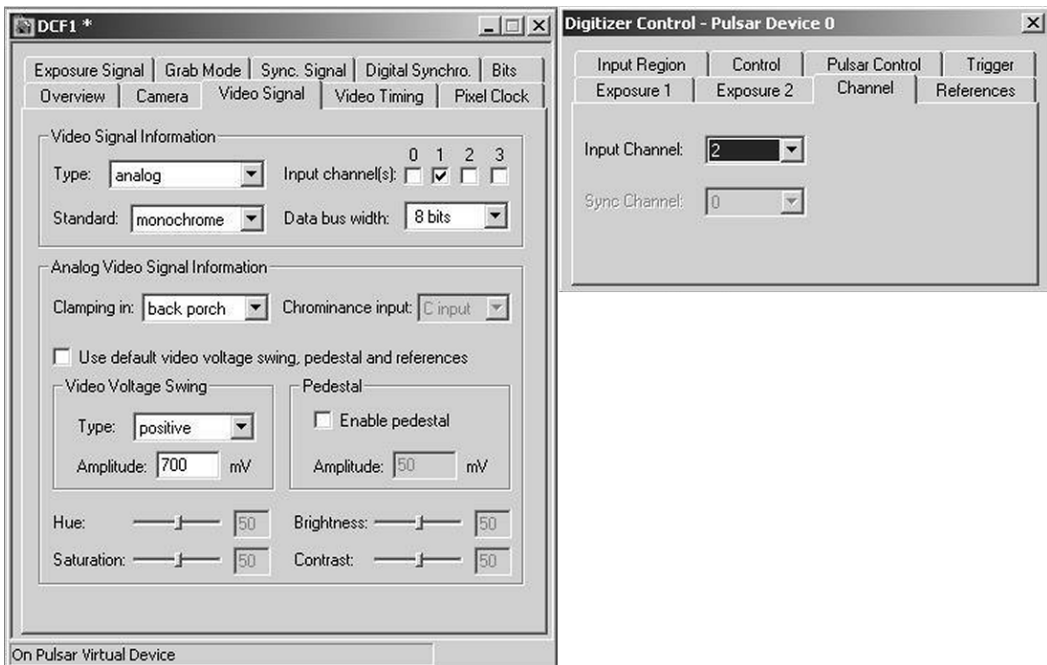 DCF1 *
Exposure Signal Grab Mode Sync. Signal Digital Synchro. Bits
Overview Camera Video Signal Video Timing Pixel Clock
Video Signal Information
0 1 2 3
Type: analog Input channel(s):
Standard: monochrome Data bus width: 8 bits
Analog Video Signal Information
Clamping in: back porch Chrominance input: C input
Use default video voltage swing, pedestal and references
Video Voltage Swing Pedestal
Type: positive Enable pedestal
Amplitude: 700 mV Amplitude: 50 mV
Hue: 50 Brightness: 50
Saturation: 50 Contrast: 50
On Pulsar Virtual Device
Digitizer Control - Pulsar Device 0
Input Region Control Pulsar Control Trigger
Exposure 1 Exposure 2 Channel References
Input Channel: 2
Sync Channel: 0